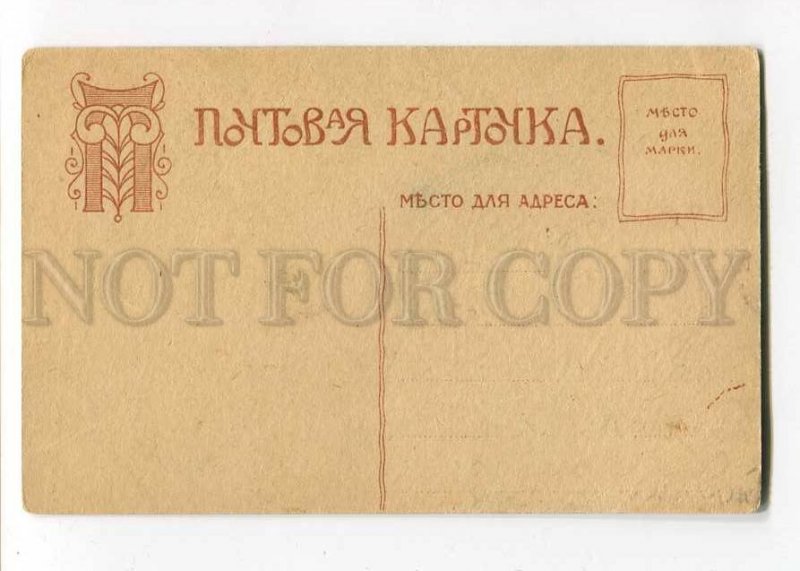 ПОЧТОВАЯ КАРТОЧКА.
МѢСТО
ДЛЯ
МАРКИ.
МѢСТО ДЛЯ АДРЕСА:
NOT FOR COPY